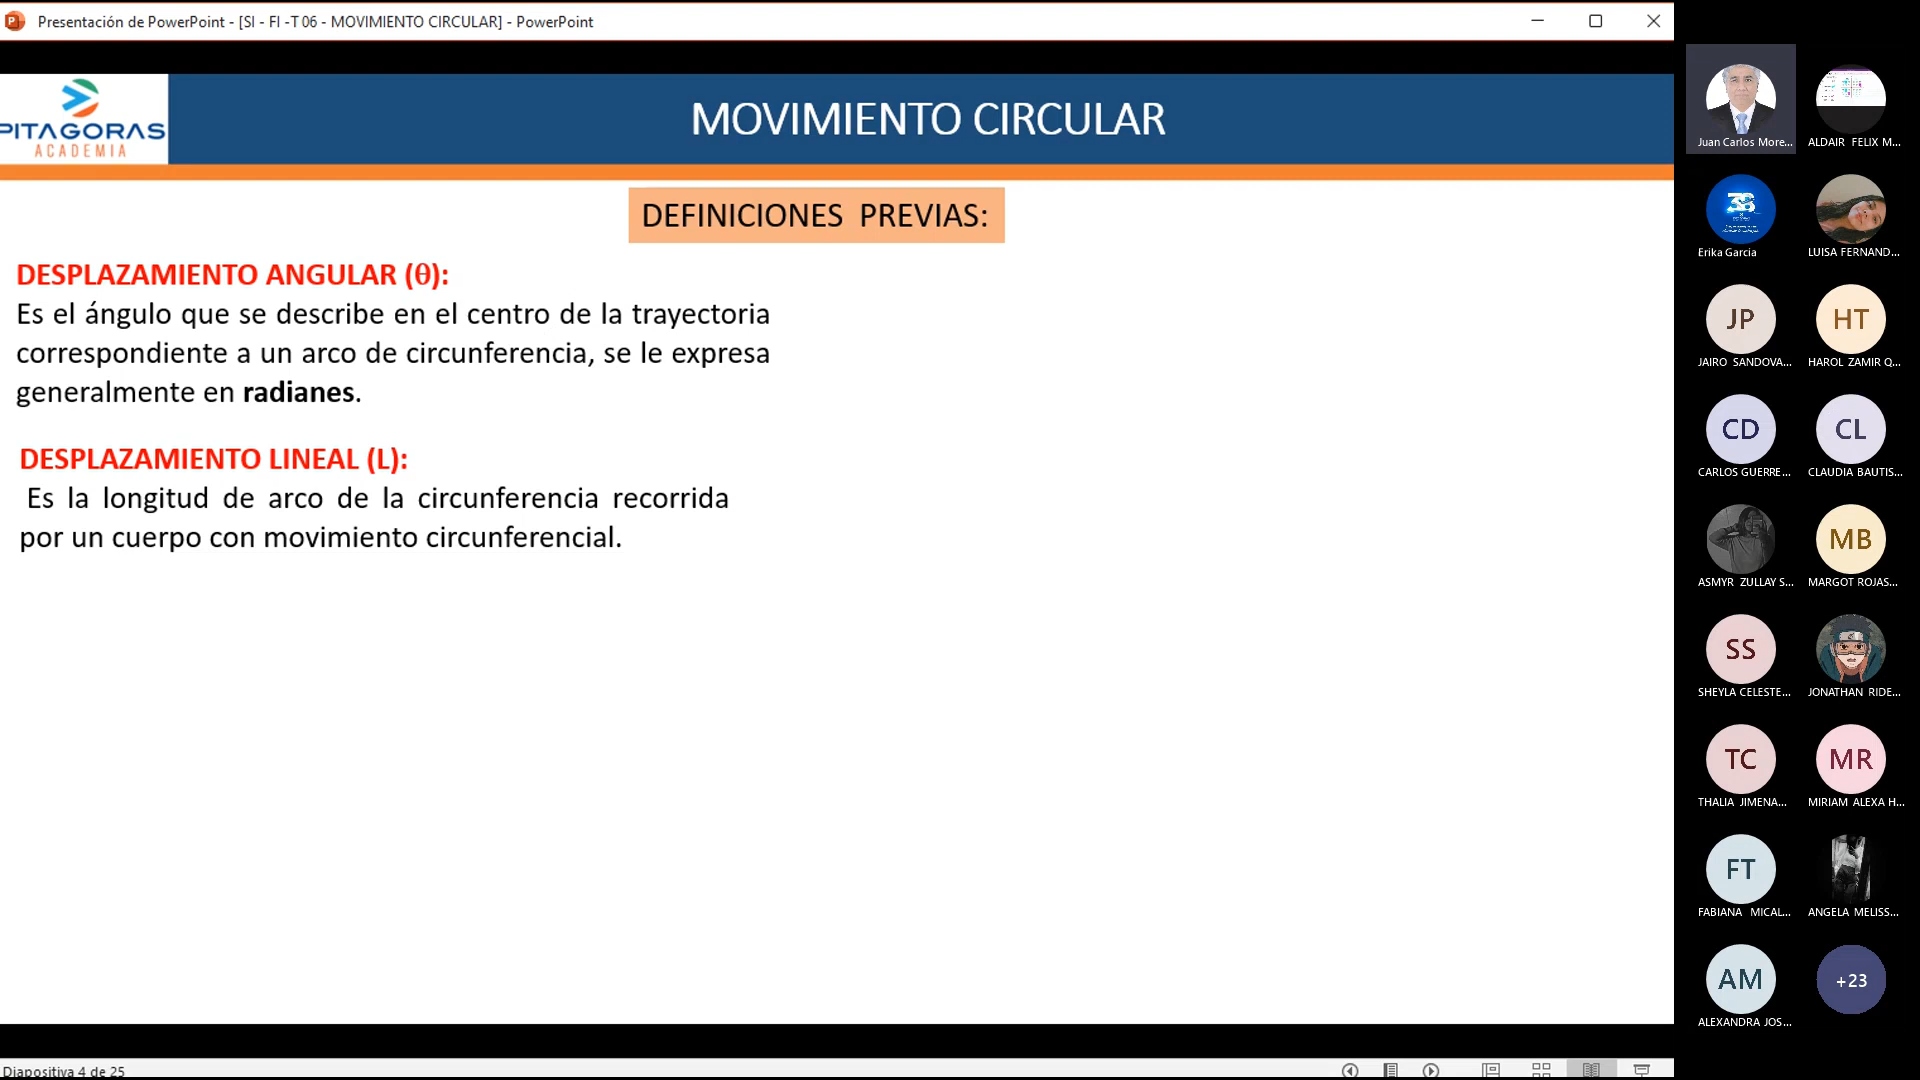 Presentación de PowerPoint - [SI - FI -T 06 - MOVIMIENTO CIRCULAR] - PowerPoint
PITAGORAS
ACADEMIA
MOVIMIENTO CIRCULAR
DEFINICIONES PREVIAS:
DESPLAZAMIENTO ANGULAR (θ):
Es el ángulo que se describe en el centro de la trayectoria
correspondiente a un arco de circunferencia, se le expresa
generalmente en radianes.
DESPLAZAMIENTO LINEAL (L):
Es la longitud de arco de la circunferencia recorrida
por un cuerpo con movimiento circunferencial.
Diapositiva 4 de 25
Juan Carlos More...
ALDAIR FELIX M...
38
Erika Garcia
LUISA FERNAND...
JP
HT
JAIRO SANDOVA...
HAROL ZAMIR Q...
CD
CL
CARLOS GUERRE...
CLAUDIA BAUTIS...
MB
ASMYR ZULLAY S...
MARGOT ROJAS...
SS
SHEYLA CELESTE...
JONATHAN RIDE...
TC
MR
THALIA JIMENA...
MIRIAM ALEXA H...
FT
FABIANA MICAL...
ANGELA MELISS...
AM
+23
ALEXANDRA JOS...